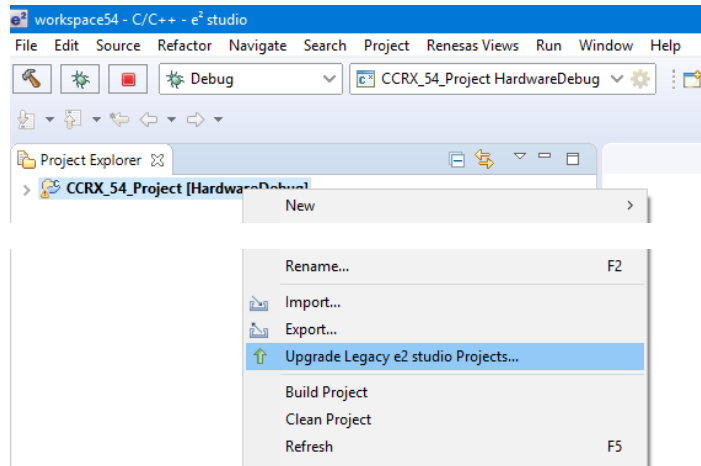 e² workspace54 - C/C++ - e² studio
File Edit Source Refactor Navigate Search Project Renesas Views Run Window Help
Debug CCRX_54_Project HardwareDebug
Project Explorer
CCRX_54_Project [HardwareDebug]
New
Rename... F2
Import...
Export...
Upgrade Legacy e2 studio Projects...
Build Project
Clean Project
Refresh F5